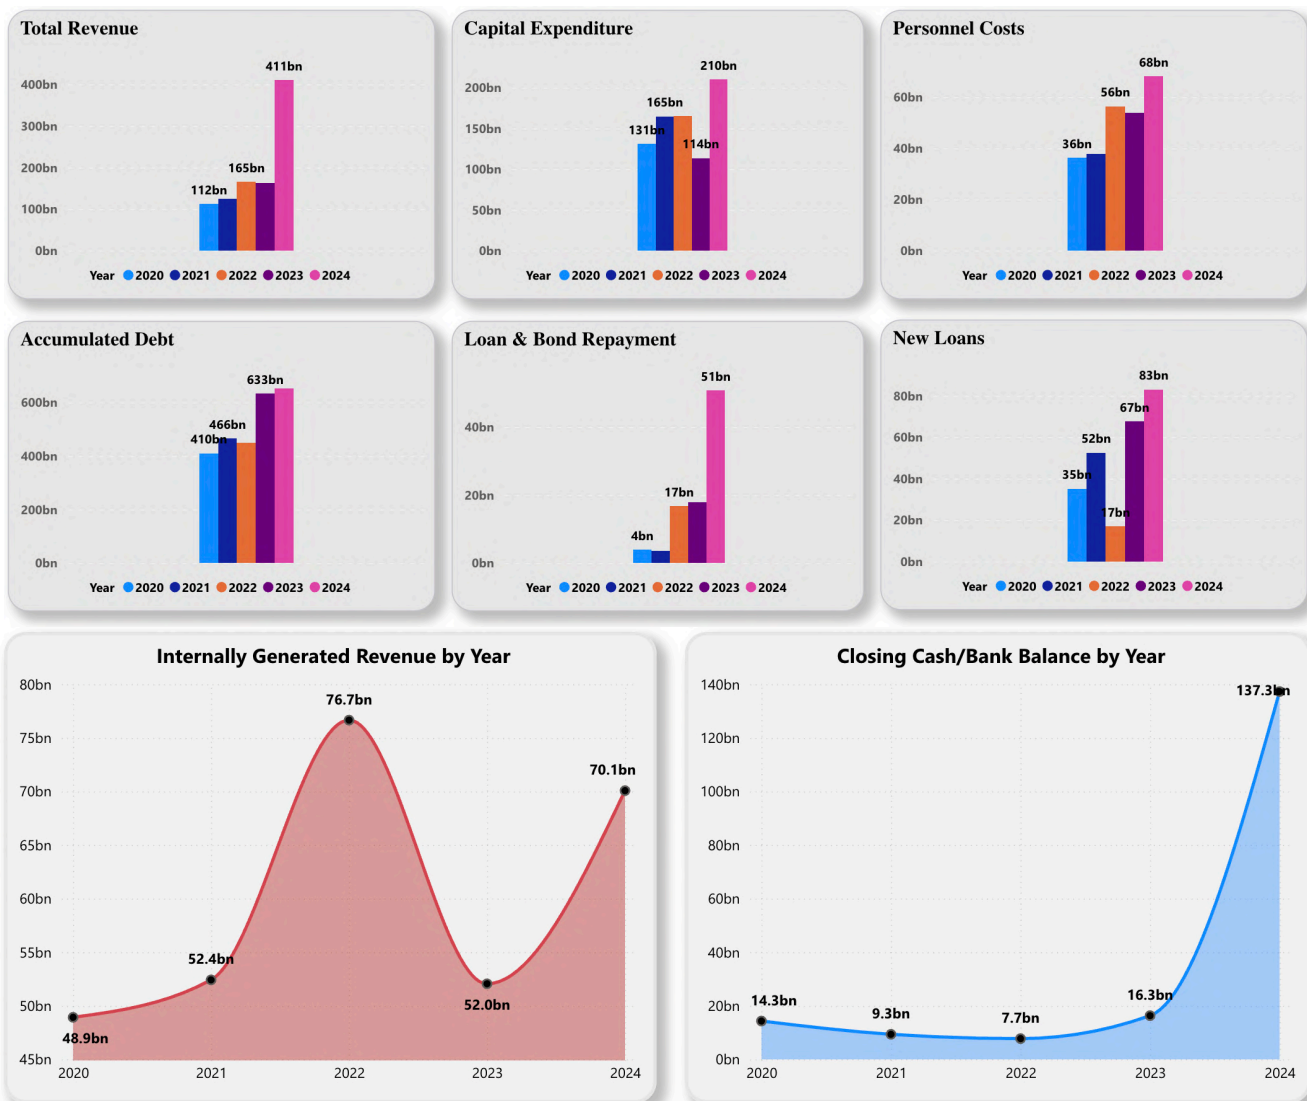 Total Revenue
400bn
300bn
200bn
100bn
0bn
112bn
165bn
411bn
Year 2020 2021 2022 2023 2024
Capital Expenditure
200bn
150bn
100bn
50bn
0bn
131bn
165bn
114bn
210bn
Year 2020 2021 2022 2023 2024
Personnel Costs
60bn
40bn
20bn
0bn
36bn
56bn
68bn
Year 2020 2021 2022 2023 2024
Accumulated Debt
600bn
400bn
200bn
0bn
410bn
466bn
633bn
Year 2020 2021 2022 2023 2024
Loan & Bond Repayment
40bn
20bn
0bn
4bn
17bn
51bn
Year 2020 2021 2022 2023 2024
New Loans
80bn
60bn
40bn
20bn
0bn
35bn
52bn
17bn
67bn
83bn
Year 2020 2021 2022 2023 2024
Internally Generated Revenue by Year
80bn
75bn
70bn
65bn
60bn
55bn
50bn
45bn
48.9bn
52.4bn
76.7bn
52.0bn
70.1bn
2020 2021 2022 2023 2024
Closing Cash/Bank Balance by Year
140bn
120bn
100bn
80bn
60bn
40bn
20bn
0bn
14.3bn
9.3bn
7.7bn
16.3bn
137.3bn
2020 2021 2022 2023 2024